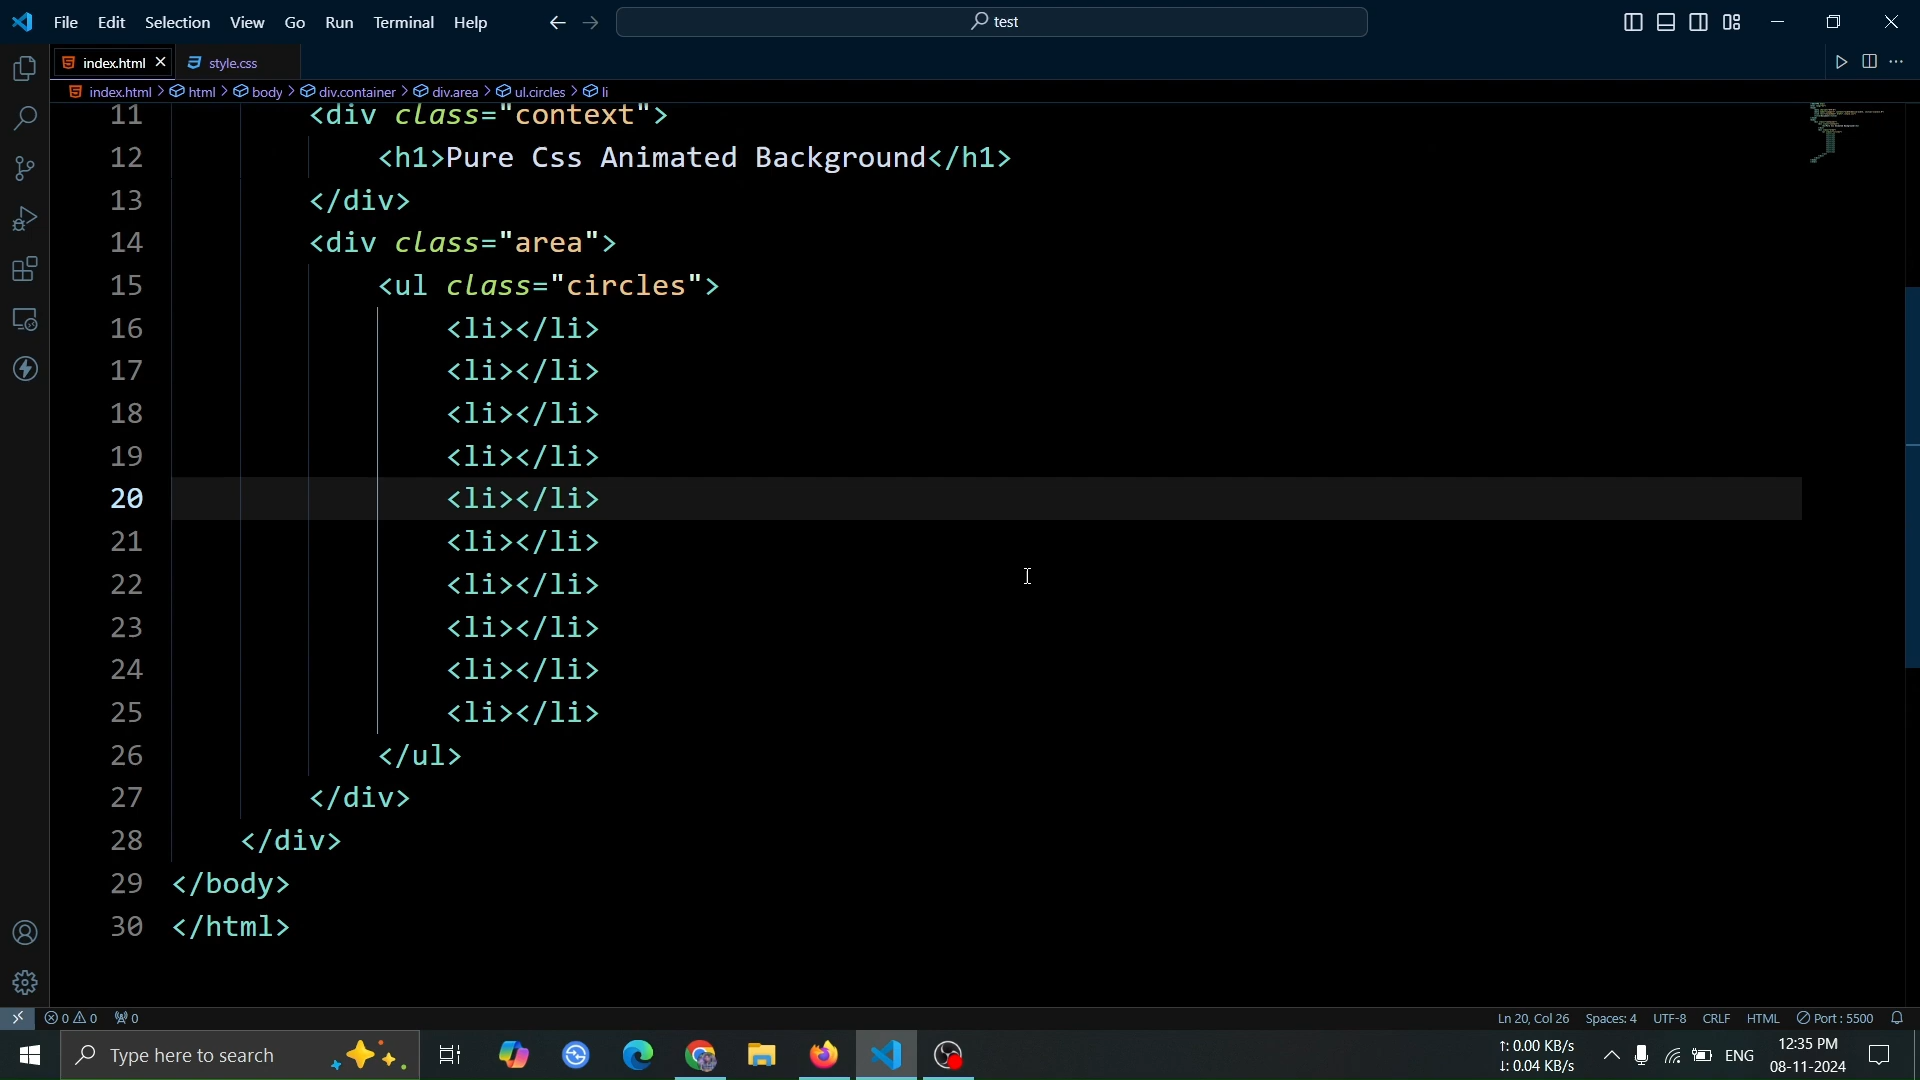 File Edit Selection View Go Run Terminal Help test
index.html style.css
index.html > html > body > div.container > div.area > ul.circles > li
11 <div class="context">
12 <h1>Pure Css Animated Background</h1>
13 </div>
14 <div class="area">
15 <ul class="circles">
16 <li></li>
17 <li></li>
18 <li></li>
19 <li></li>
20 <li></li>
21 <li></li>
22 <li></li>
23 <li></li>
24 <li></li>
25 <li></li>
26 </ul>
27 </div>
28 </div>
29 </body>
30 </html>
0 0 0 Ln 20, Col 26 Spaces: 4 UTF-8 CRLF HTML Port : 5500
Type here to search ↑: 0.00 KB/s ENG 12:35 PM
↓: 0.04 KB/s 08-11-2024